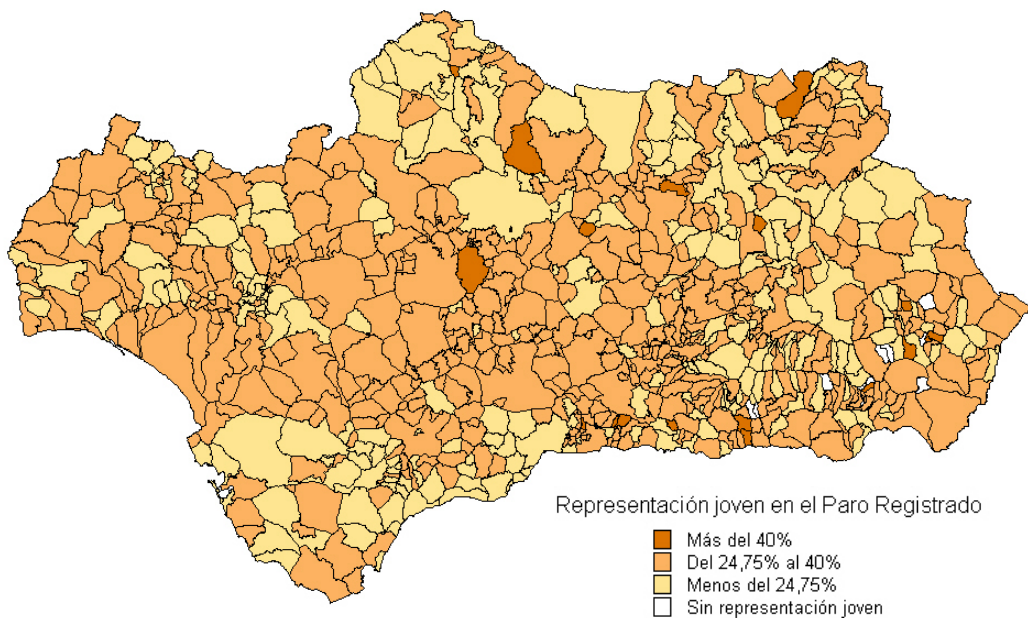 Representación joven en el Paro Registrado
Más del 40%
Del 24,75% al 40%
Menos del 24,75%
Sin representación joven